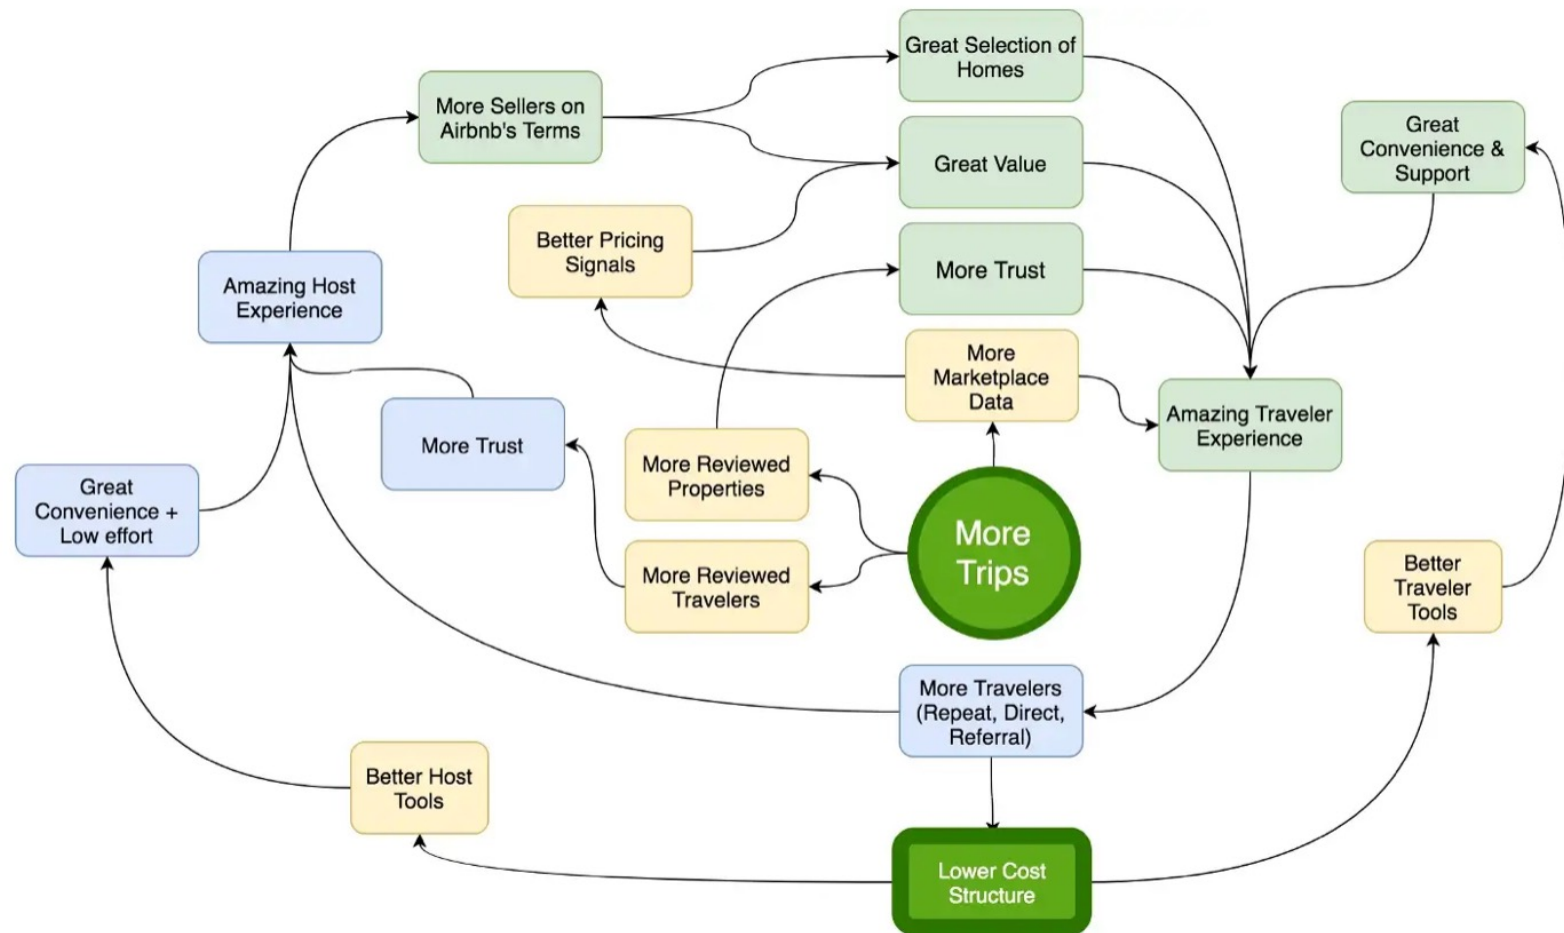 Great Selection of
Homes
More Sellers on
Airbnb's Terms
Great
Convenience &
Support
Great Value
Better Pricing
Signals
More Trust
Amazing Host
Experience
More
Marketplace
Data
Amazing Traveler
Experience
More Trust
More Reviewed
Properties
Great
Convenience +
Low effort
More
Trips
More Reviewed
Travelers
Better
Traveler
Tools
More Travelers
(Repeat, Direct,
Referral)
Better Host
Tools
Lower Cost
Structure